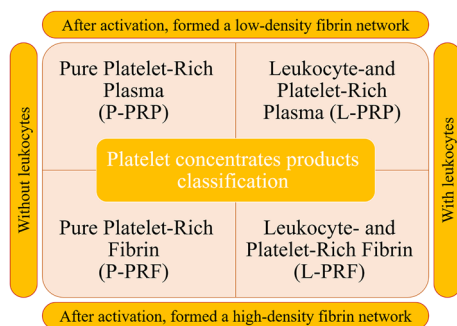 After activation, formed a low-density fibrin network
Without leukocytes
Pure Platelet-Rich
Plasma
(P-PRP)
Leukocyte-and
Platelet-Rich
Plasma (L-PRP)
Platelet concentrates products
classification
Pure Platelet-Rich
Fibrin
(P-PRF)
Leukocyte- and
Platelet-Rich Fibrin
(L-PRF)
With leukocytes
After activation, formed a high-density fibrin network